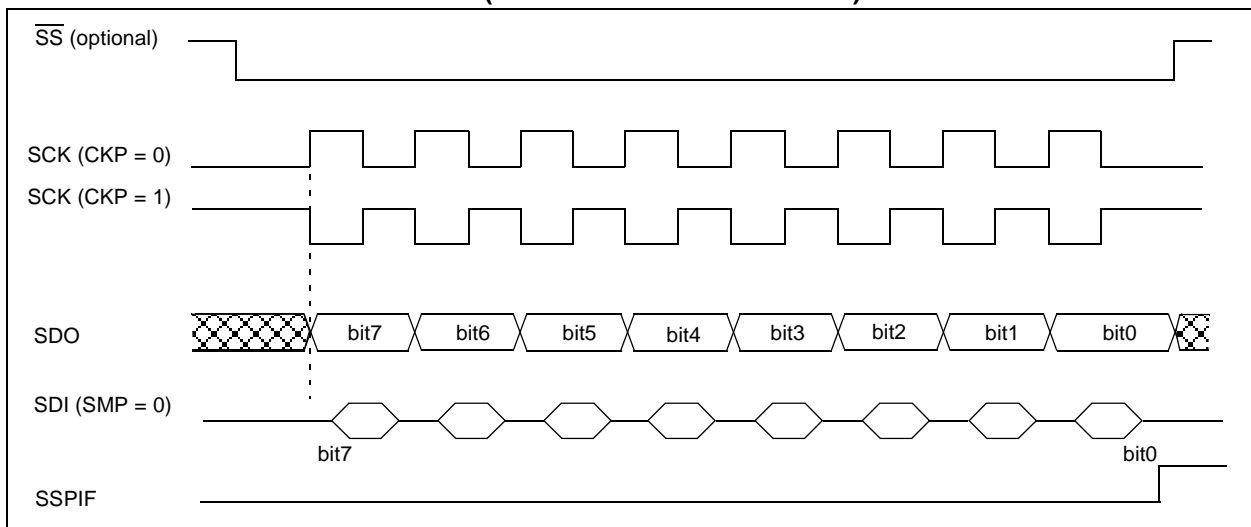 SS (optional)
SCK (CKP = 0)
SCK (CKP = 1)
SDO
bit7 bit6 bit5 bit4 bit3 bit2 bit1 bit0
SDI (SMP = 0)
bit7 bit0
SSPIF